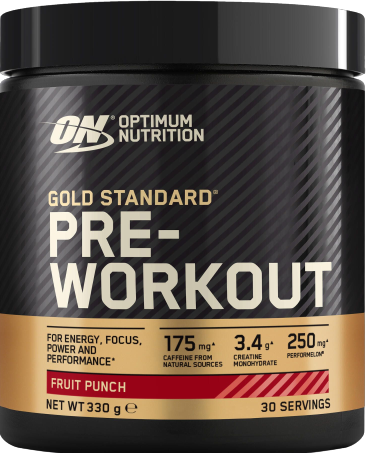 ON® OPTIMUM
NUTRITION
GOLD STANDARD®
PRE-
WORKOUT
FOR ENERGY, FOCUS,
POWER AND
PERFORMANCE*
175 mg▲
CAFFEINE FROM
NATURAL SOURCES
3.4 g▲
CREATINE
MONOHYDRATE
250 mg▲
PERFORMELON®
FRUIT PUNCH
NET WT 330 g ℮
30 SERVINGS